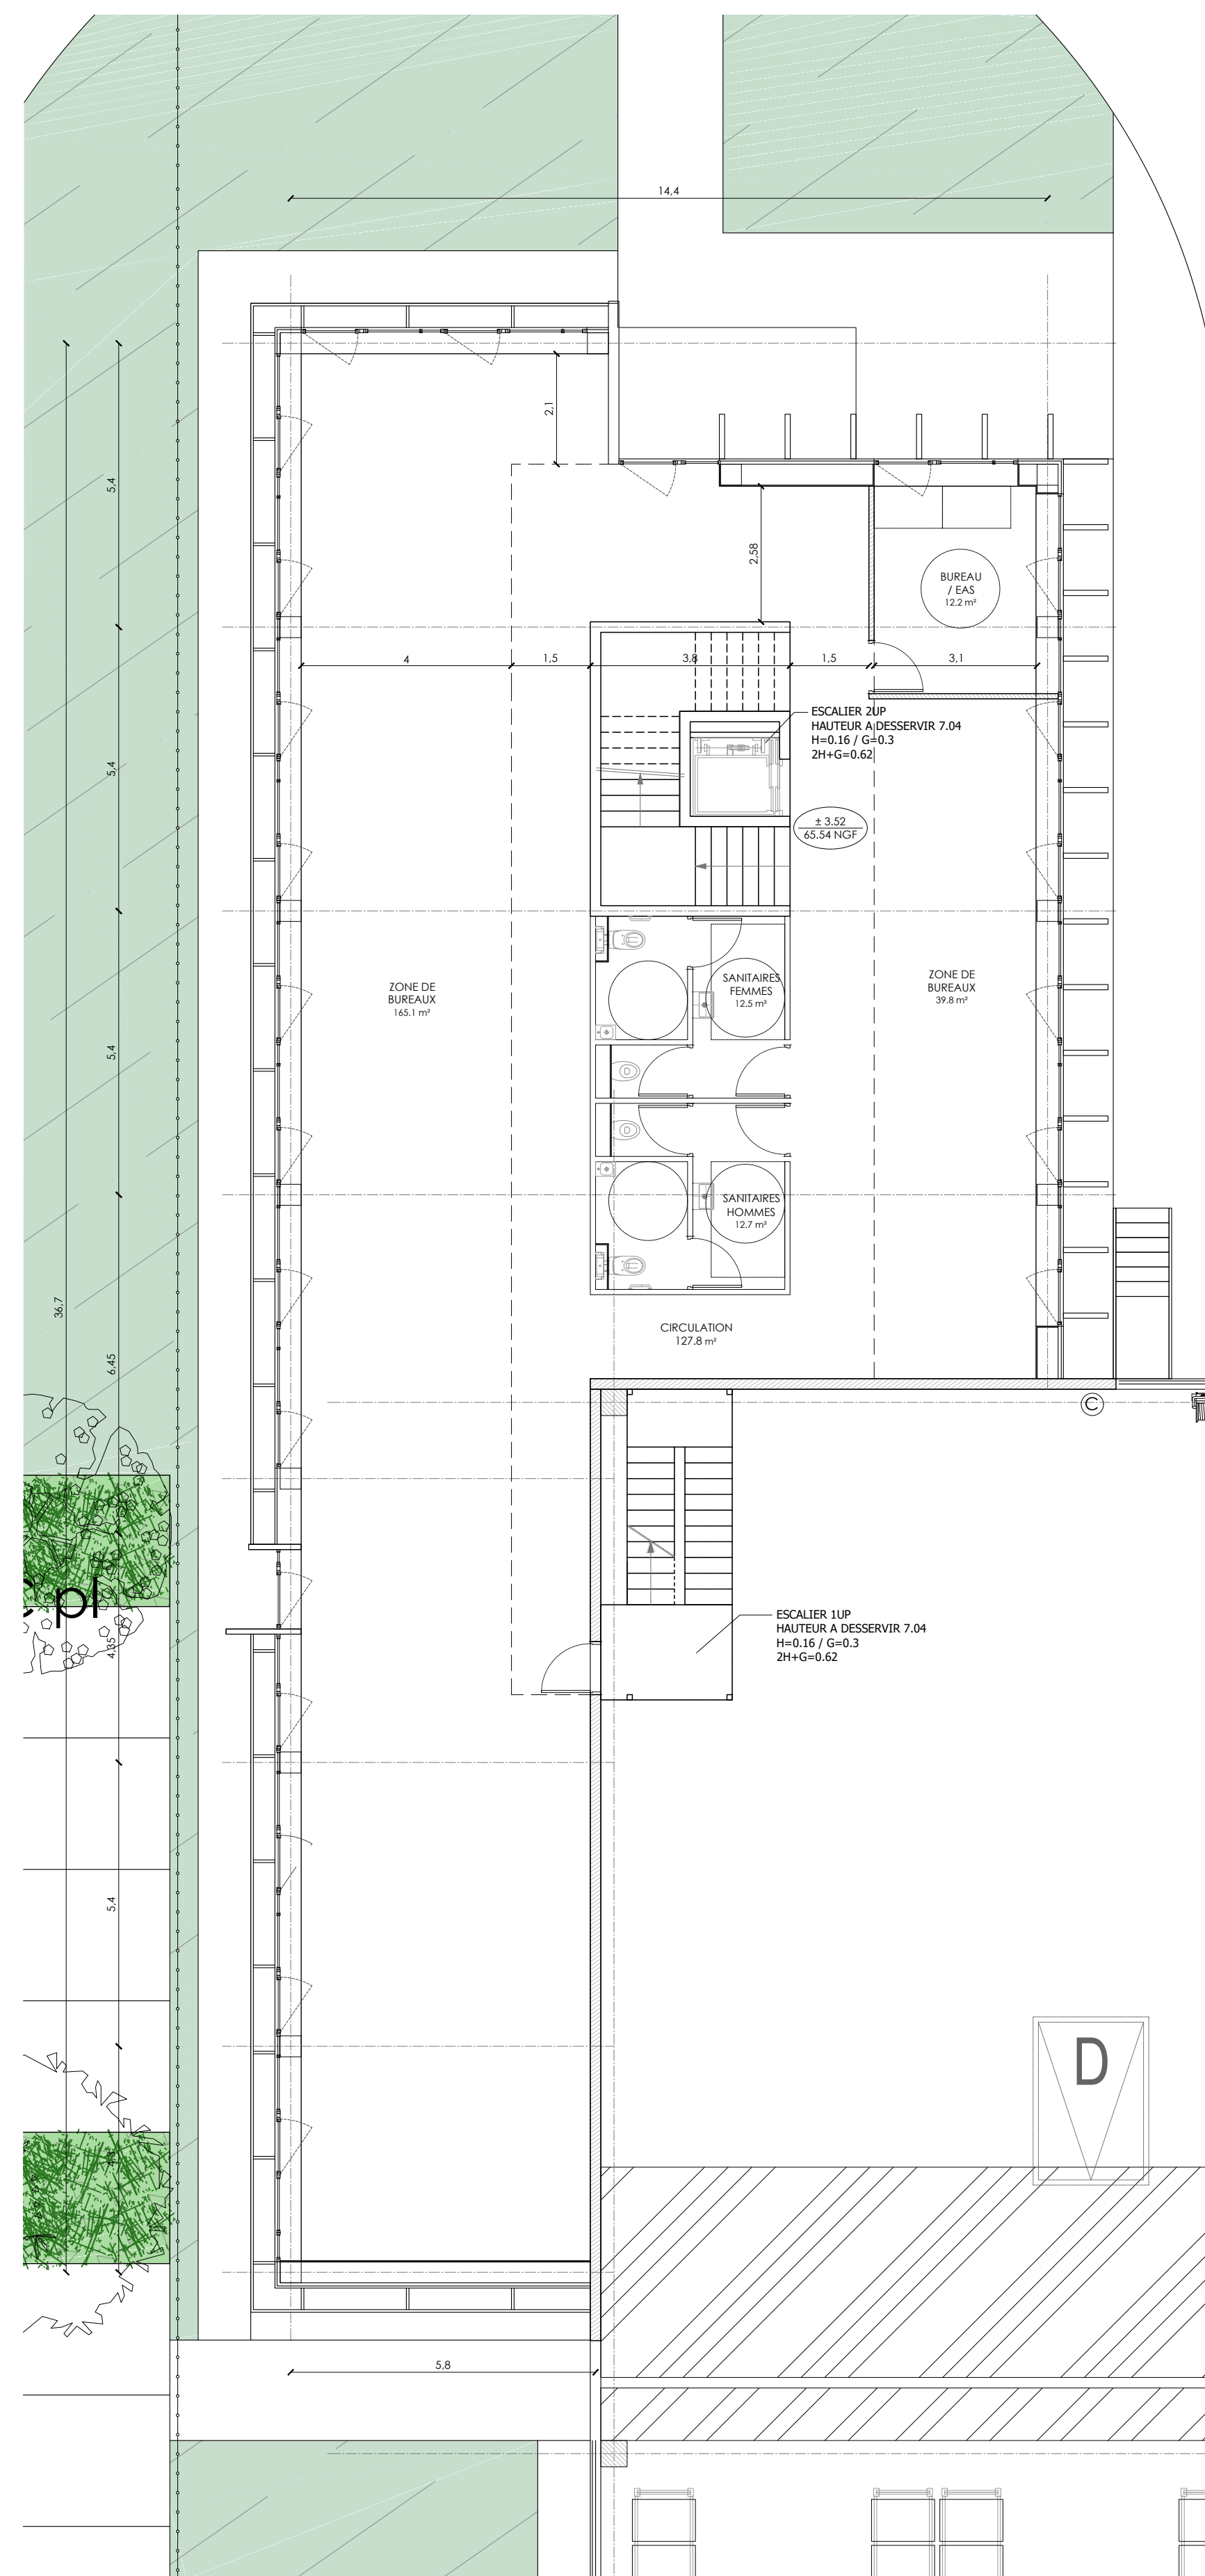 14,4
2,1
5,4
2,58
BUREAU
/ EAS
12.2 m²
4
1,5
3,8
1,5
3,1
ESCALIER 2UP
HAUTEUR A DESSERVIR 7.04
H=0.16 / G=0.3
2H+G=0.62
5,4
± 3.52
65.54 NGF
ZONE DE
BUREAUX
165.1 m²
SANITAIRES
FEMMES
12.5 m²
ZONE DE
BUREAUX
39.8 m²
5,4
SANITAIRES
HOMMES
12.7 m²
36,7
CIRCULATION
127.8 m²
6,45
C
pl
ESCALIER 1UP
HAUTEUR A DESSERVIR 7.04
H=0.16 / G=0.3
2H+G=0.62
4,35
5,4
D
5,8